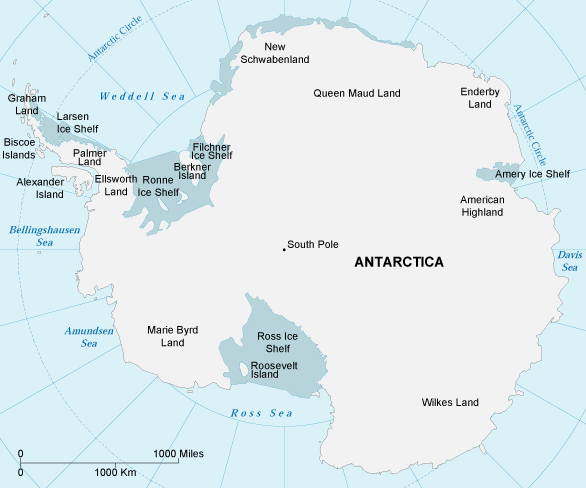 Antarctic Circle
New
Schwabenland
Weddell Sea
Queen Maud Land
Enderby
Land
Graham
Land
Larsen
Ice Shelf
Antarctic Circle
Biscoe
Islands
Palmer
Land
Filchner
Ice Shelf
Berkner
Island
Amery Ice Shelf
Alexander
Island
Ellsworth
Land
Ronne
Ice Shelf
American
Highland
Bellingshausen
Sea
South Pole
ANTARCTICA
Davis
Sea
Amundsen
Sea
Marie Byrd
Land
Ross Ice
Shelf
Roosevelt
Island
Ross Sea
Wilkes Land
0 1000 Miles
0 1000 Km